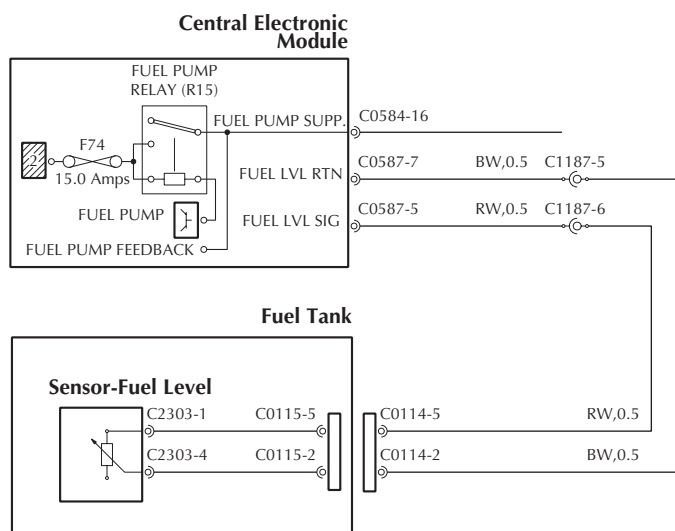 Central Electronic
Module
FUEL PUMP
RELAY (R15)
FUEL PUMP SUPP.
C0584-16
F74
2
15.0 Amps
FUEL LVL RTN
C0587-7
BW,0.5
C1187-5
FUEL PUMP
FUEL LVL SIG
C0587-5
RW,0.5
C1187-6
FUEL PUMP FEEDBACK
Fuel Tank
Sensor-Fuel Level
C2303-1
C0115-5
C0114-5
RW,0.5
C2303-4
C0115-2
C0114-2
BW,0.5